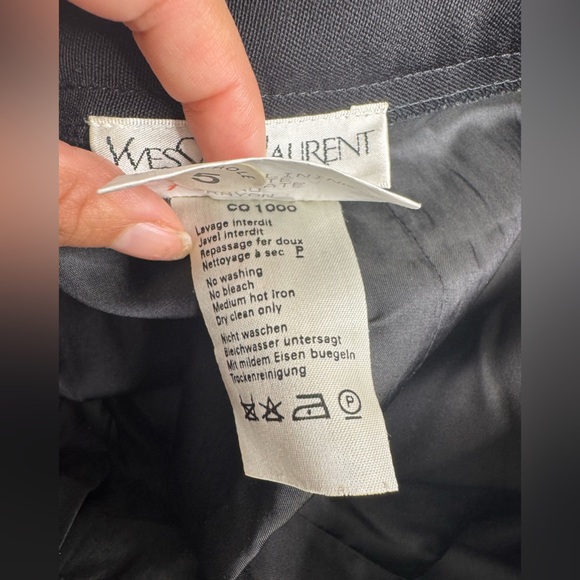 YVES SAINT LAURENT
5
CO 1000
Lavage interdit
Javel interdit
Repassage fer doux
Nettoyage à sec P
No washing
No bleach
Medium hot Iron
Dry clean only
Nicht waschen
Bleichwasser untersagt
Mit mildem Eisen buegeln
Trockenreinigung
P